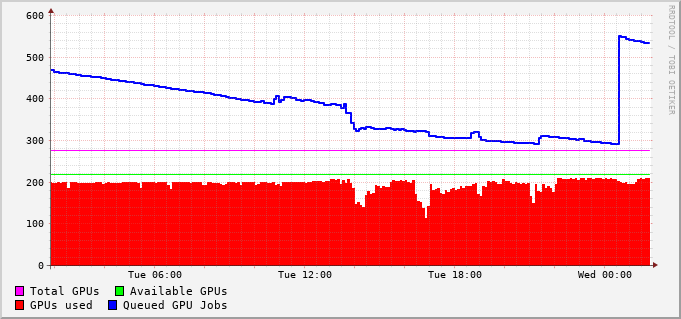 600
500
400
300
200
100
0
Tue 06:00 Tue 12:00 Tue 18:00 Wed 00:00
Total GPUs Available GPUs
GPUs used Queued GPU Jobs
RRDTOOL / TOBI OETIKER